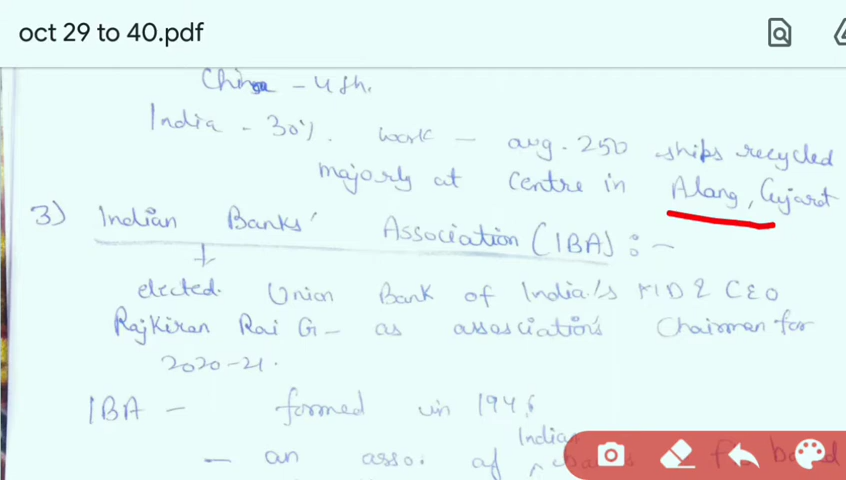 oct 29 to 40.pdf
China - 4th.
India - 30%. work - avg. 250 ships recycled
majorly at centre in Alang, Gujarat
3) Indian Banks' Association (IBA) : -
elected. Union Bank of India's MD & CEO
Rajkiran Rai G - as association's Chairman for
2020-21.
IBA - formed in 1946
- an asso. of Indian